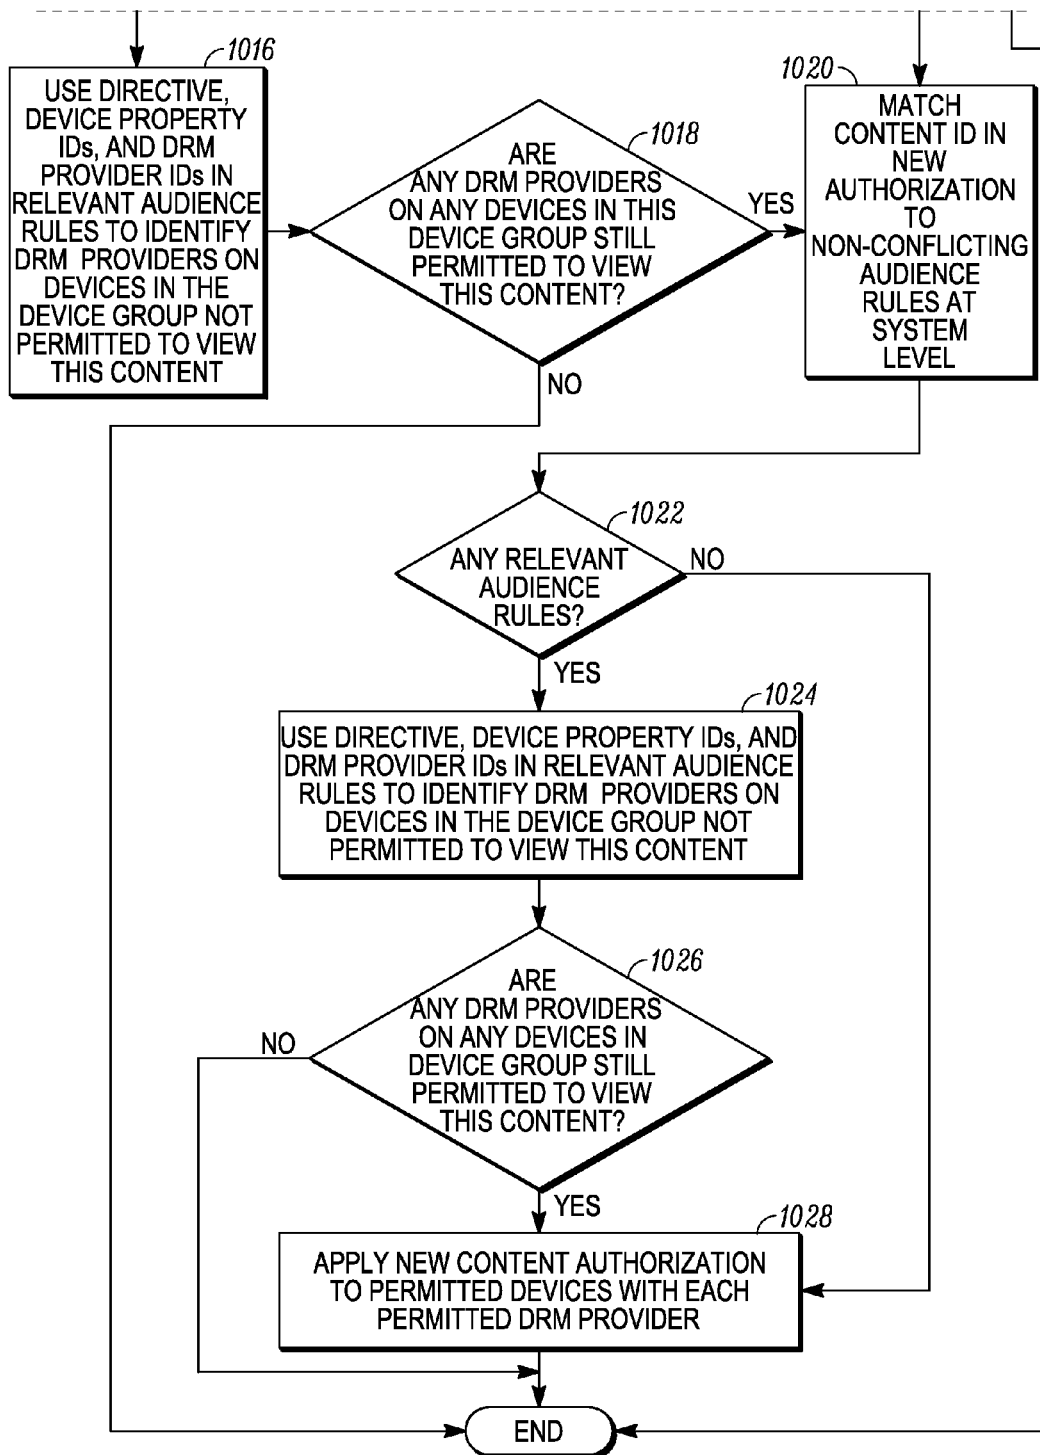 1016
USE DIRECTIVE,
DEVICE PROPERTY
IDs, AND DRM
PROVIDER IDs IN
RELEVANT AUDIENCE
RULES TO IDENTIFY
DRM PROVIDERS ON
DEVICES IN THE
DEVICE GROUP NOT
PERMITTED TO VIEW
THIS CONTENT
1018
ARE
ANY DRM PROVIDERS
ON ANY DEVICES IN THIS
DEVICE GROUP STILL
PERMITTED TO VIEW
THIS CONTENT?
YES
NO
1020
MATCH
CONTENT ID IN
NEW
AUTHORIZATION
TO
NON-CONFLICTING
AUDIENCE
RULES AT
SYSTEM
LEVEL
1022
ANY RELEVANT
AUDIENCE
RULES?
NO
YES
1024
USE DIRECTIVE, DEVICE PROPERTY IDs, AND
DRM PROVIDER IDs IN RELEVANT AUDIENCE
RULES TO IDENTIFY DRM PROVIDERS ON
DEVICES IN THE DEVICE GROUP NOT
PERMITTED TO VIEW THIS CONTENT
1026
ARE
ANY DRM PROVIDERS
ON ANY DEVICES IN
DEVICE GROUP STILL
PERMITTED TO VIEW
THIS CONTENT?
NO
YES
1028
APPLY NEW CONTENT AUTHORIZATION
TO PERMITTED DEVICES WITH EACH
PERMITTED DRM PROVIDER
END